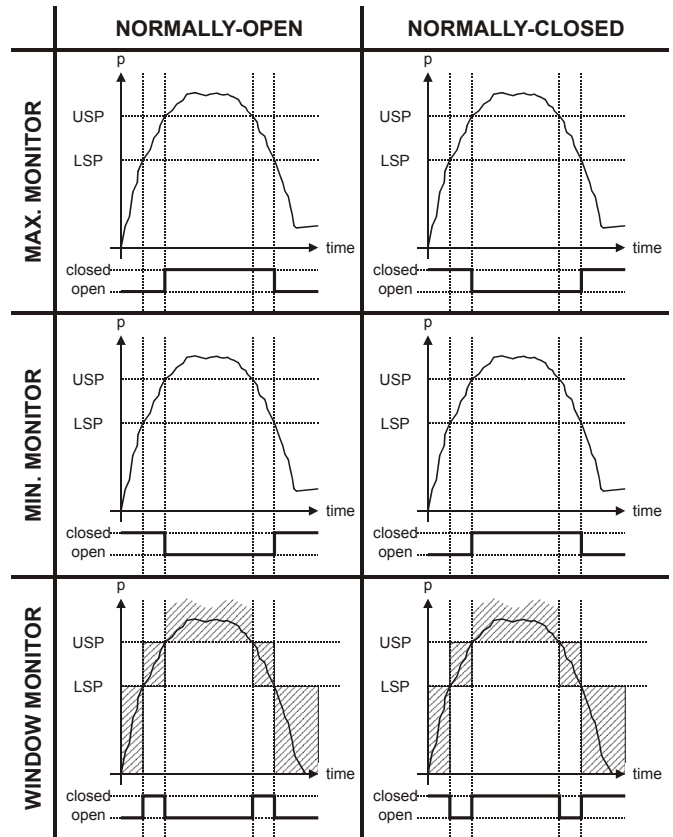 NORMALLY-OPEN
NORMALLY-CLOSED
MAX. MONITOR
p
USP
LSP
time
closed
open
p
USP
LSP
time
closed
open
MIN. MONITOR
p
USP
LSP
time
closed
open
p
USP
LSP
time
closed
open
WINDOW MONITOR
p
USP
LSP
time
closed
open
p
USP
LSP
time
closed
open